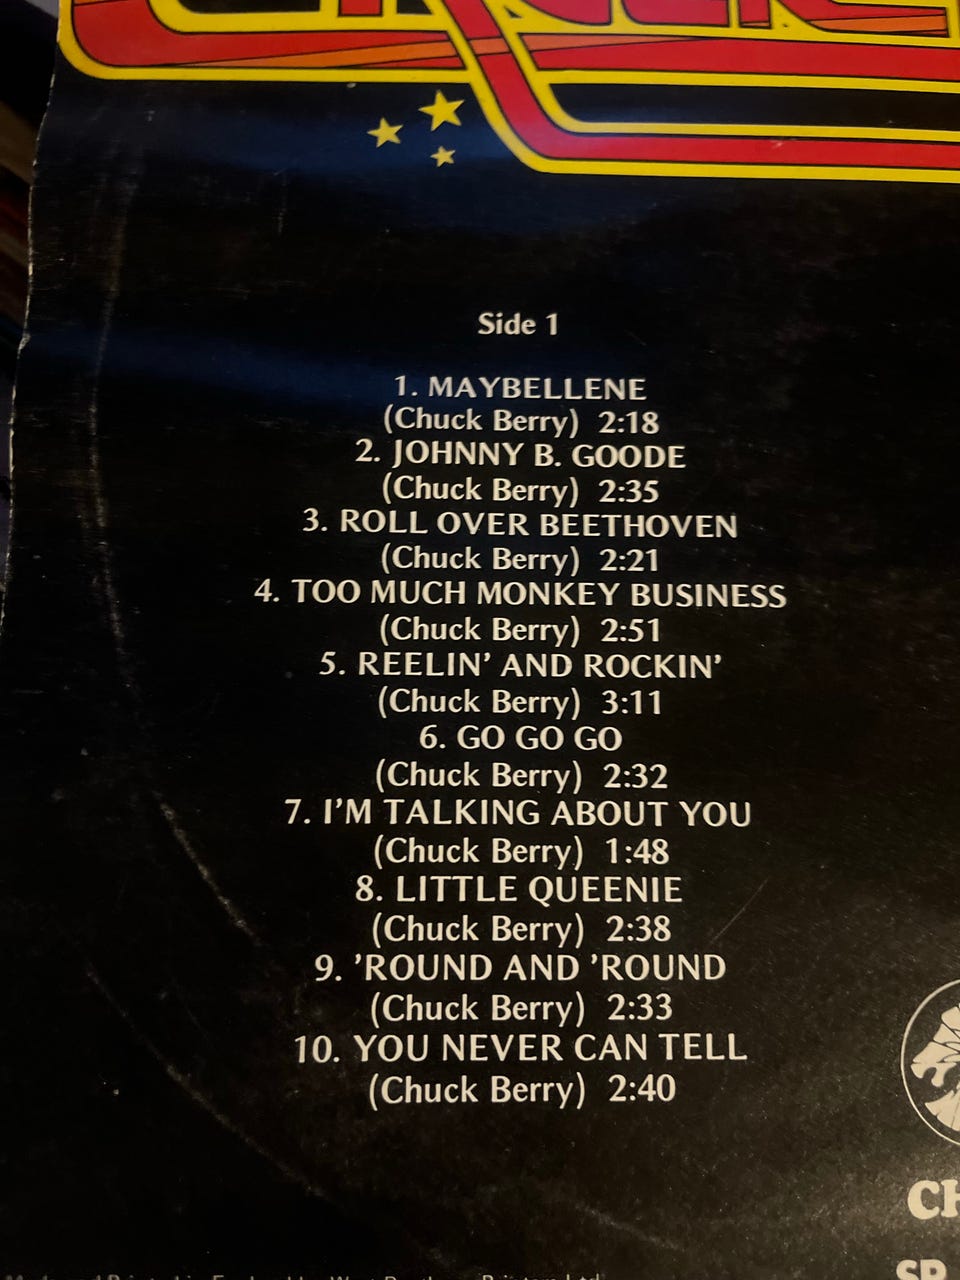 Side 1
1. MAYBELLENE
(Chuck Berry) 2:18
2. JOHNNY B. GOODE
(Chuck Berry) 2:35
3. ROLL OVER BEETHOVEN
(Chuck Berry) 2:21
4. TOO MUCH MONKEY BUSINESS
(Chuck Berry) 2:51
5. REELIN' AND ROCKIN'
(Chuck Berry) 3:11
6. GO GO GO
(Chuck Berry) 2:32
7. I'M TALKING ABOUT YOU
(Chuck Berry) 1:48
8. LITTLE QUEENIE
(Chuck Berry) 2:38
9. 'ROUND AND 'ROUND
(Chuck Berry) 2:33
10. YOU NEVER CAN TELL
(Chuck Berry) 2:40
CH
SP